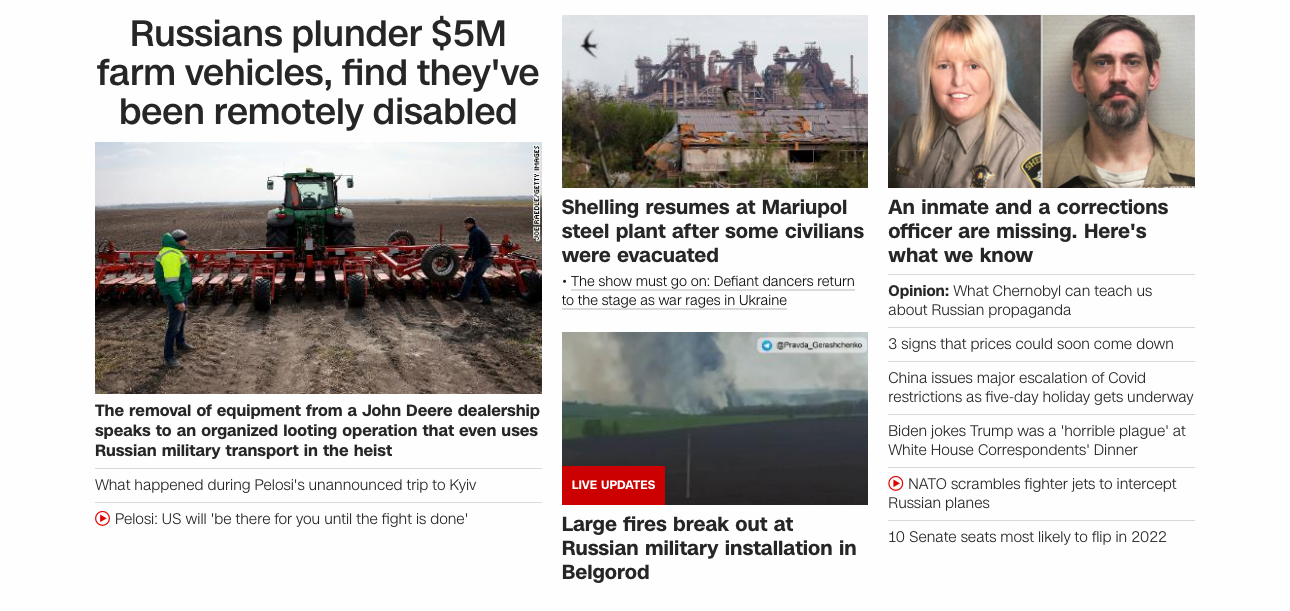 Russians plunder $5M
farm vehicles, find they've
been remotely disabled
JOE RAEDLE/GETTY IMAGES
The removal of equipment from a John Deere dealership
speaks to an organized looting operation that even uses
Russian military transport in the heist
What happened during Pelosi's unannounced trip to Kyiv
Pelosi: US will 'be there for you until the fight is done'
Shelling resumes at Mariupol
steel plant after some civilians
were evacuated
• The show must go on: Defiant dancers return
to the stage as war rages in Ukraine
@Pravda_Gerashchenko
LIVE UPDATES
Large fires break out at
Russian military installation in
Belgorod
An inmate and a corrections
officer are missing. Here's
what we know
Opinion: What Chernobyl can teach us
about Russian propaganda
3 signs that prices could soon come down
China issues major escalation of Covid
restrictions as five-day holiday gets underway
Biden jokes Trump was a 'horrible plague' at
White House Correspondents' Dinner
NATO scrambles fighter jets to intercept
Russian planes
10 Senate seats most likely to flip in 2022